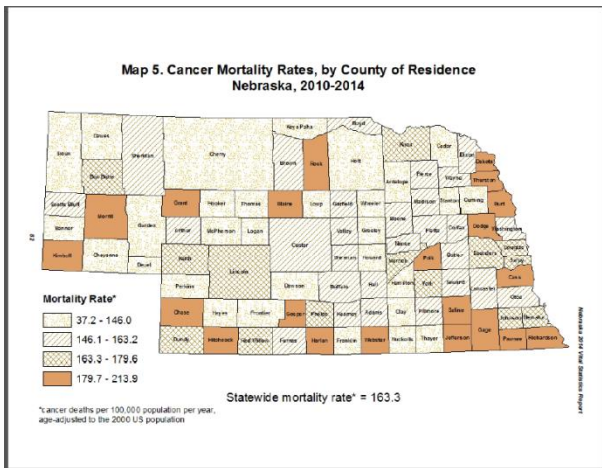 Map 5. Cancer Mortality Rates, by County of Residence
Nebraska, 2010-2014
Keya Paha
Boyd
Sioux
Dawes
Sheridan
Cherry
Brown
Rock
Holt
Knox
Cedar
Dixon
Dakota
Box Butte
Antelope
Pierce
Wayne
Thurston
Scotts Bluff
Morrill
Garden
Grant
Hooker
Thomas
Blaine
Loup
Garfield
Wheeler
Madison
Stanton
Cuming
Burt
Banner
Arthur
McPherson
Logan
Custer
Valley
Greeley
Boone
Platte
Colfax
Dodge
Washington
Kimball
Cheyenne
Deuel
Keith
Lincoln
Sherman
Howard
Nance
Merrick
Polk
Butler
Saunders
Douglas
Sarpy
Perkins
Dawson
Buffalo
Hall
Hamilton
York
Seward
Lancaster
Cass
Otoe
Chase
Hayes
Frontier
Gosper
Phelps
Kearney
Adams
Clay
Fillmore
Saline
Gage
Johnson
Nemaha
Dundy
Hitchcock
Red Willow
Furnas
Harlan
Franklin
Webster
Nuckolls
Thayer
Jefferson
Pawnee
Richardson
82
Mortality Rate*
37.2 - 146.0
146.1 - 163.2
163.3 - 179.6
179.7 - 213.9
Statewide mortality rate* = 163.3
*cancer deaths per 100,000 population per year,
age-adjusted to the 2000 US population
Nebraska 2014 Vital Statistics Report